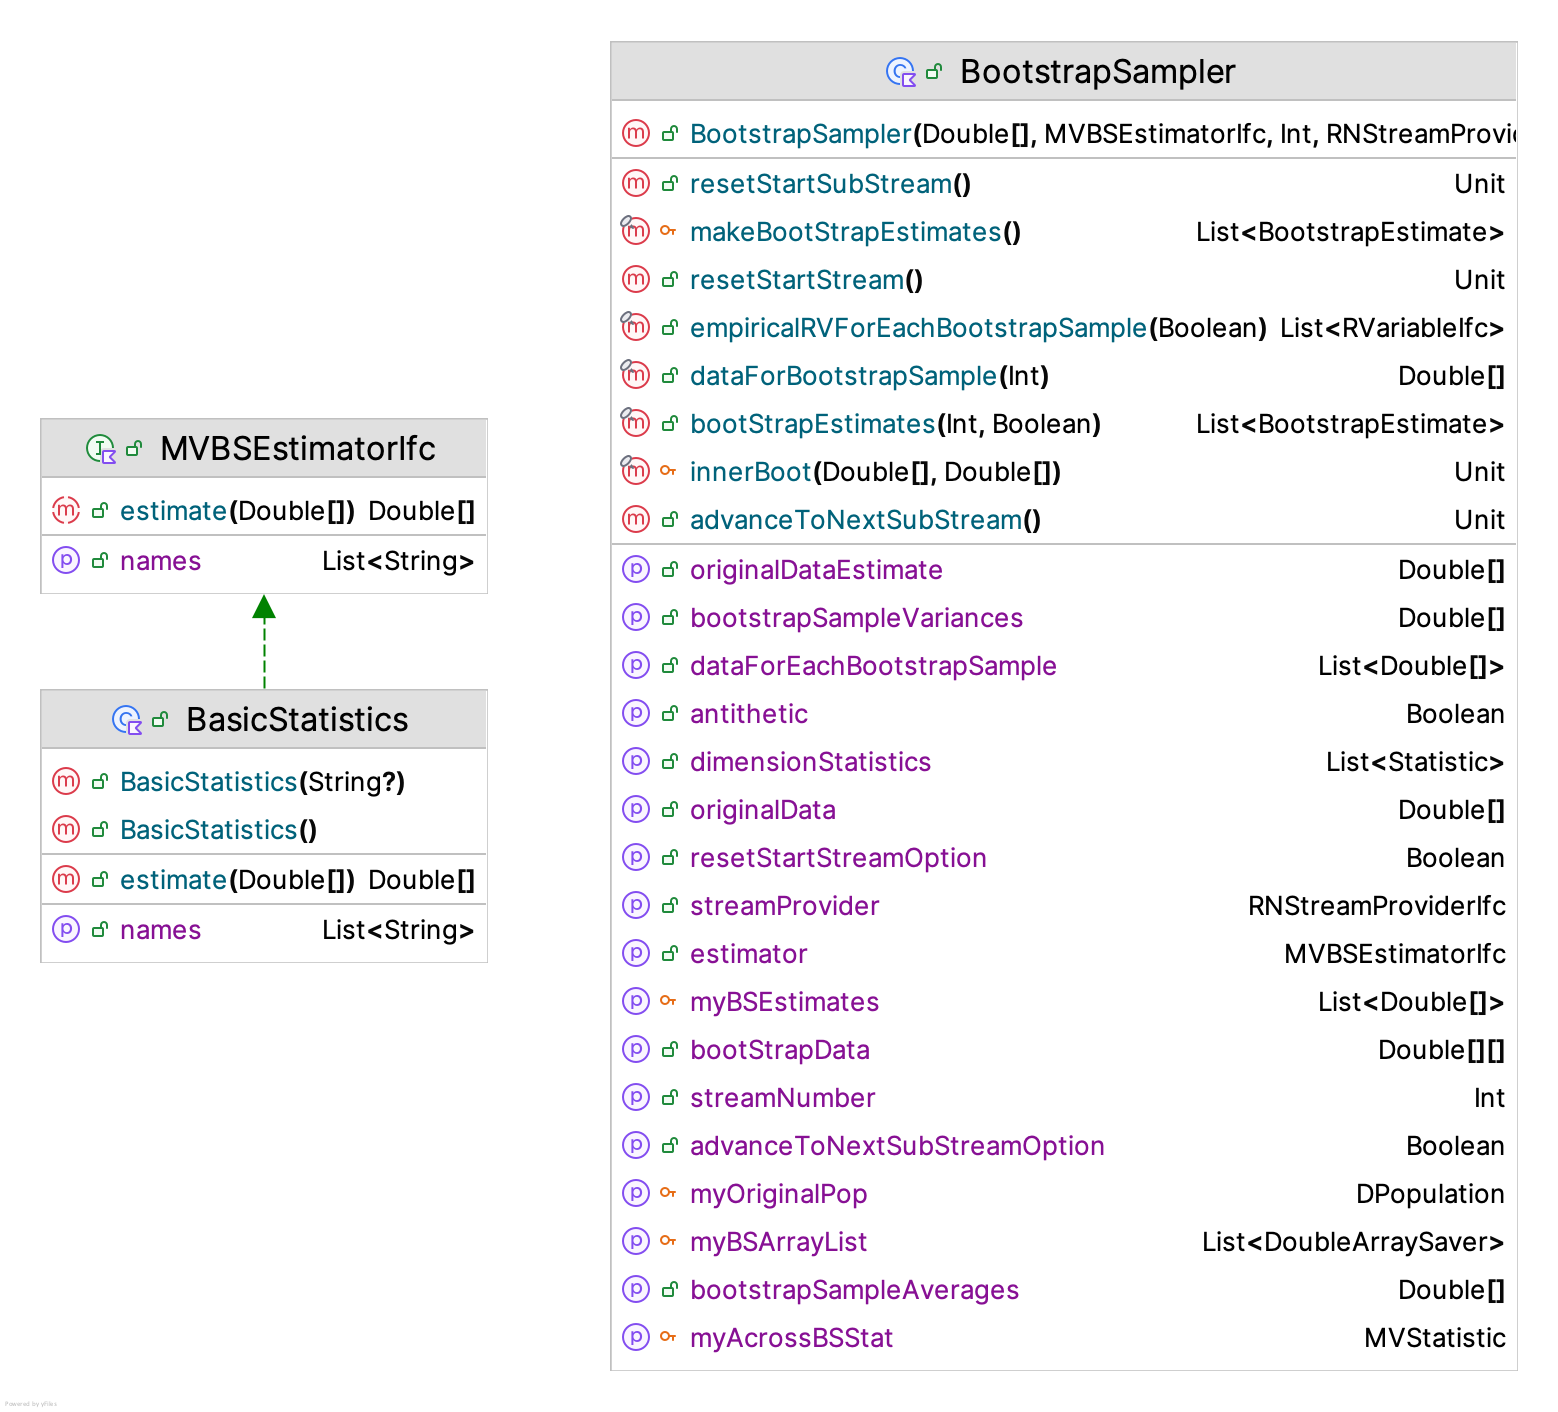 BootstrapSampler
BootstrapSampler(Double[], MVBSEstimatorIfc, Int, RNStreamProvi
resetStartSubStream() Unit
makeBootStrapEstimates() List<BootstrapEstimate>
resetStartStream() Unit
empiricalRVForEachBootstrapSample(Boolean) List<RVariableIfc>
dataForBootstrapSample(Int) Double[]
bootStrapEstimates(Int, Boolean) List<BootstrapEstimate>
innerBoot(Double[], Double[]) Unit
advanceToNextSubStream() Unit
originalDataEstimate Double[]
bootstrapSampleVariances Double[]
dataForEachBootstrapSample List<Double[]>
antithetic Boolean
dimensionStatistics List<Statistic>
originalData Double[]
resetStartStreamOption Boolean
streamProvider RNStreamProviderIfc
estimator MVBSEstimatorIfc
myBSEstimates List<Double[]>
bootStrapData Double[][]
streamNumber Int
advanceToNextSubStreamOption Boolean
myOriginalPop DPopulation
myBSArrayList List<DoubleArraySaver>
bootstrapSampleAverages Double[]
myAcrossBSStat MVStatistic
MVBSEstimatorIfc
estimate(Double[]) Double[]
names List<String>
BasicStatistics
BasicStatistics(String?)
BasicStatistics()
estimate(Double[]) Double[]
names List<String>
Powered by yFiles